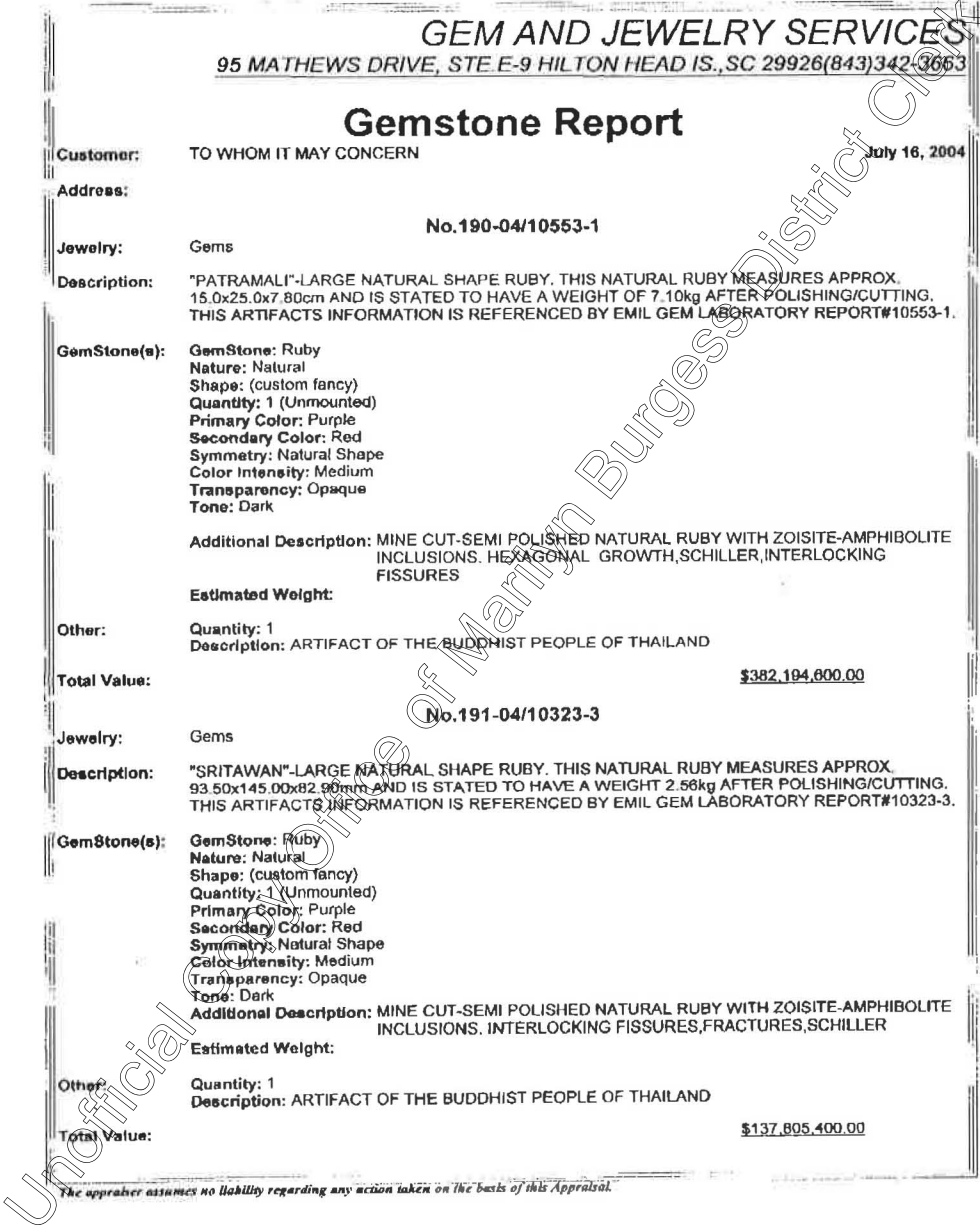 GEM AND JEWELRY SERVICES
95 MATHEWS DRIVE, STE.E-9 HILTON HEAD IS.,SC 29926(843)342-3663
Gemstone Report
Customer: TO WHOM IT MAY CONCERN July 16, 2004
Address:
No.190-04/10553-1
Jewelry: Gems
Description: "PATRAMALI"-LARGE NATURAL SHAPE RUBY. THIS NATURAL RUBY MEASURES APPROX.
15.0x25.0x7.80cm AND IS STATED TO HAVE A WEIGHT OF 7.10kg AFTER POLISHING/CUTTING.
THIS ARTIFACTS INFORMATION IS REFERENCED BY EMIL GEM LABORATORY REPORT#10553-1.
GemStone(s): GemStone: Ruby
Nature: Natural
Shape: (custom fancy)
Quantity: 1 (Unmounted)
Primary Color: Purple
Secondary Color: Red
Symmetry: Natural Shape
Color Intensity: Medium
Transparency: Opaque
Tone: Dark
Additional Description: MINE CUT-SEMI POLISHED NATURAL RUBY WITH ZOISITE-AMPHIBOLITE
INCLUSIONS. HEXAGONAL GROWTH,SCHILLER,INTERLOCKING
FISSURES
Estimated Weight:
Other: Quantity: 1
Description: ARTIFACT OF THE BUDDHIST PEOPLE OF THAILAND
Total Value: $382,194,600.00
No.191-04/10323-3
Jewelry: Gems
Description: "SRITAWAN"-LARGE NATURAL SHAPE RUBY. THIS NATURAL RUBY MEASURES APPROX.
93.50x145.00x82.90mm AND IS STATED TO HAVE A WEIGHT 2.56kg AFTER POLISHING/CUTTING.
THIS ARTIFACTS INFORMATION IS REFERENCED BY EMIL GEM LABORATORY REPORT#10323-3.
GemStone(s): GemStone: Ruby
Nature: Natural
Shape: (custom fancy)
Quantity: 1 (Unmounted)
Primary Color: Purple
Secondary Color: Red
Symmetry: Natural Shape
Color Intensity: Medium
Transparency: Opaque
Tone: Dark
Additional Description: MINE CUT-SEMI POLISHED NATURAL RUBY WITH ZOISITE-AMPHIBOLITE
INCLUSIONS. INTERLOCKING FISSURES,FRACTURES,SCHILLER
Estimated Weight:
Other: Quantity: 1
Description: ARTIFACT OF THE BUDDHIST PEOPLE OF THAILAND
Total Value: $137,805,400.00
The appraiser assumes no liability regarding any action taken on the basis of this Appraisal.
Unofficial Copy Office of Marilyn Burgess District Clerk